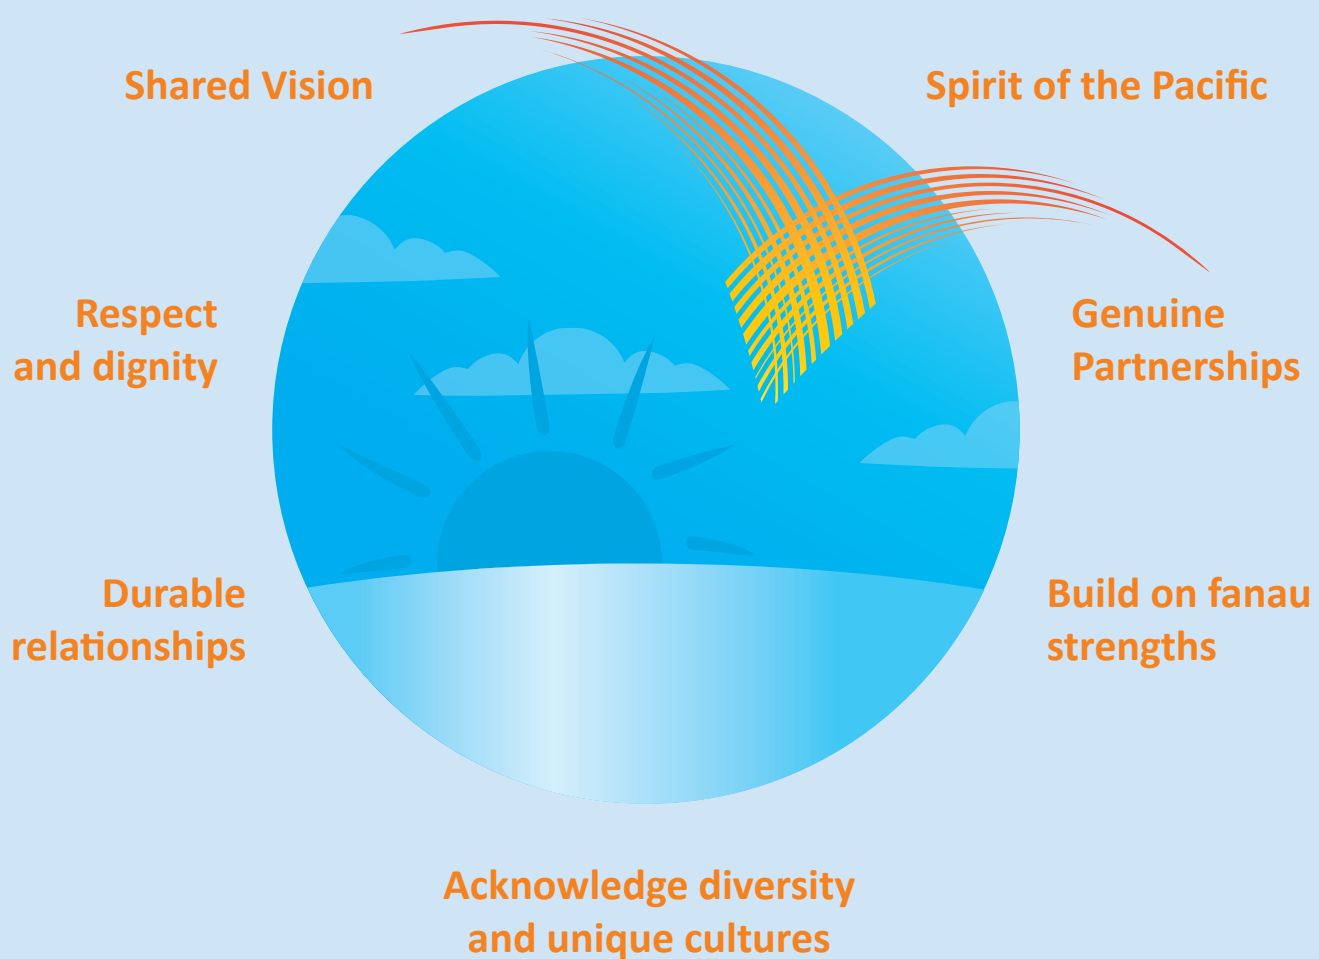 Shared Vision
Spirit of the Pacific
Respect
and dignity
Genuine
Partnerships
Durable
relationships
Build on fanau
strengths
Acknowledge diversity
and unique cultures